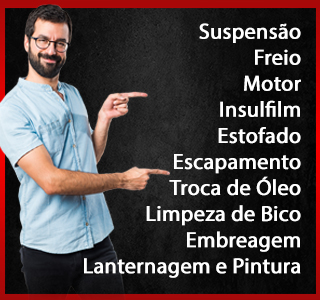 Suspensão
Freio
Motor
Insulfilm
Estofado
Escapamento
Troca de Óleo
Limpeza de Bico
Embreagem
Lanternagem e Pintura